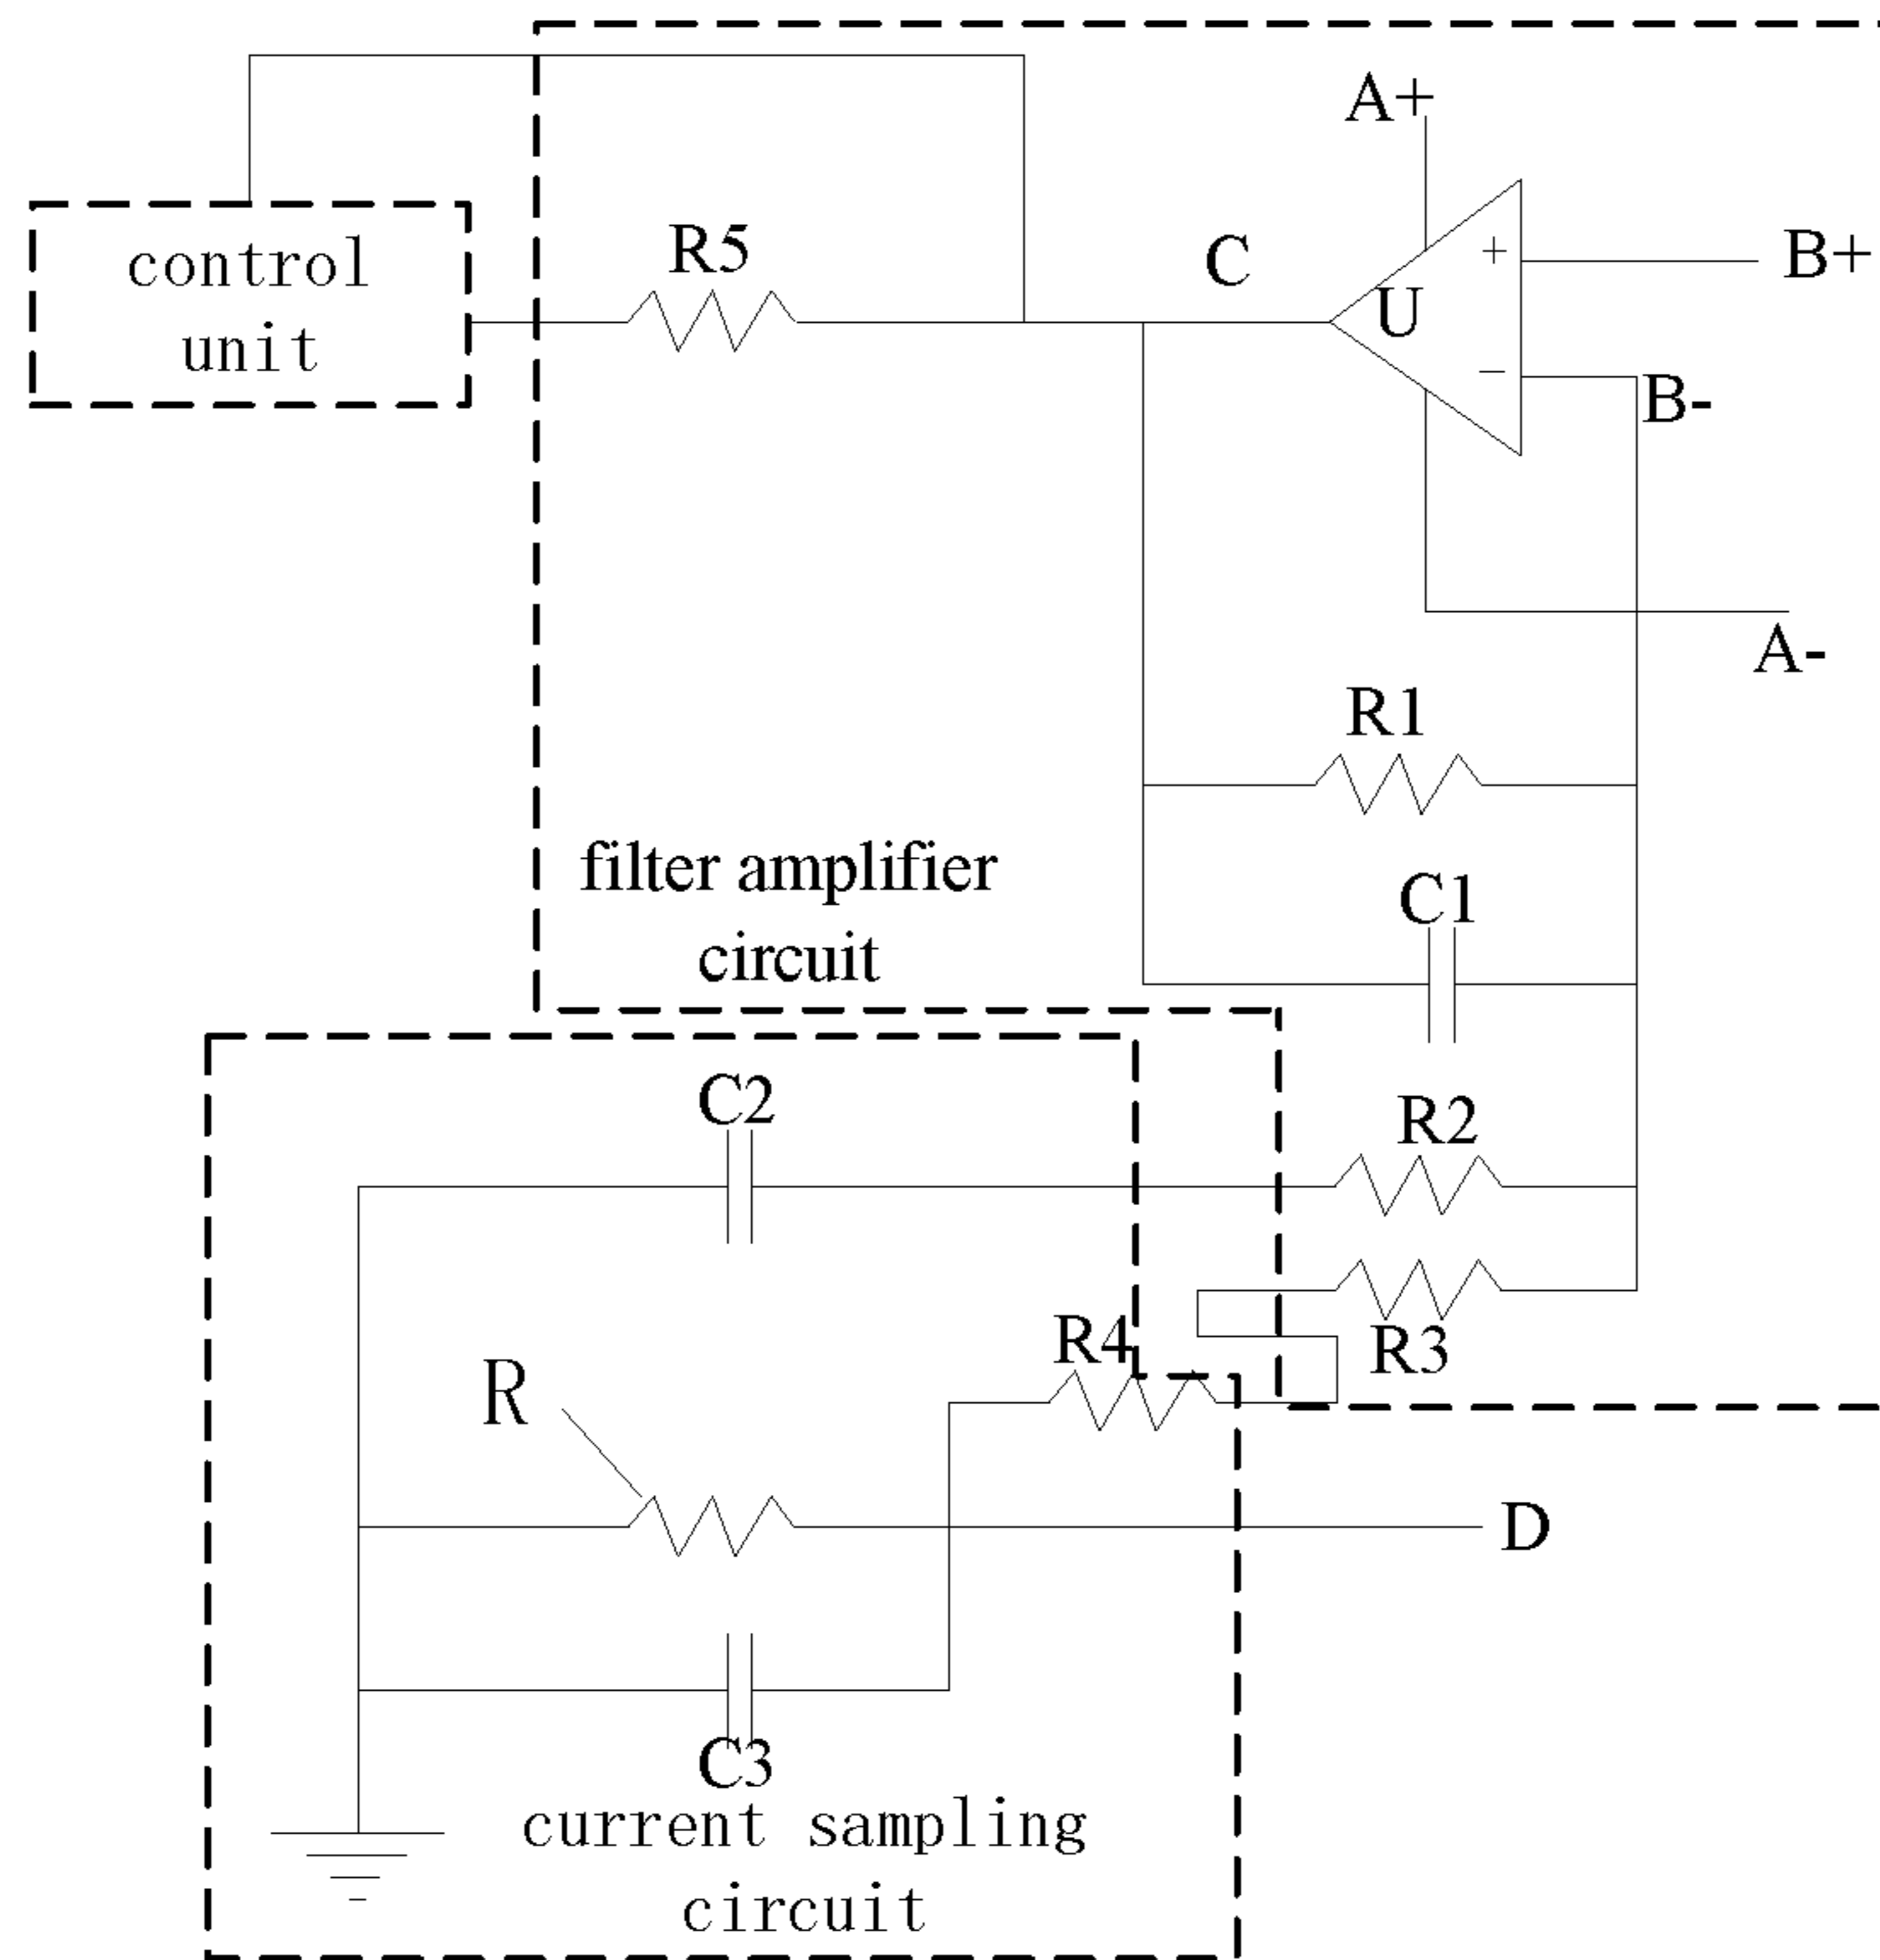 A+
control
unit
R5
C
+
U
B+
−
B-
A-
R1
filter amplifier
circuit
C1
C2
R2
R4
R3
R
D
C3
current sampling
circuit